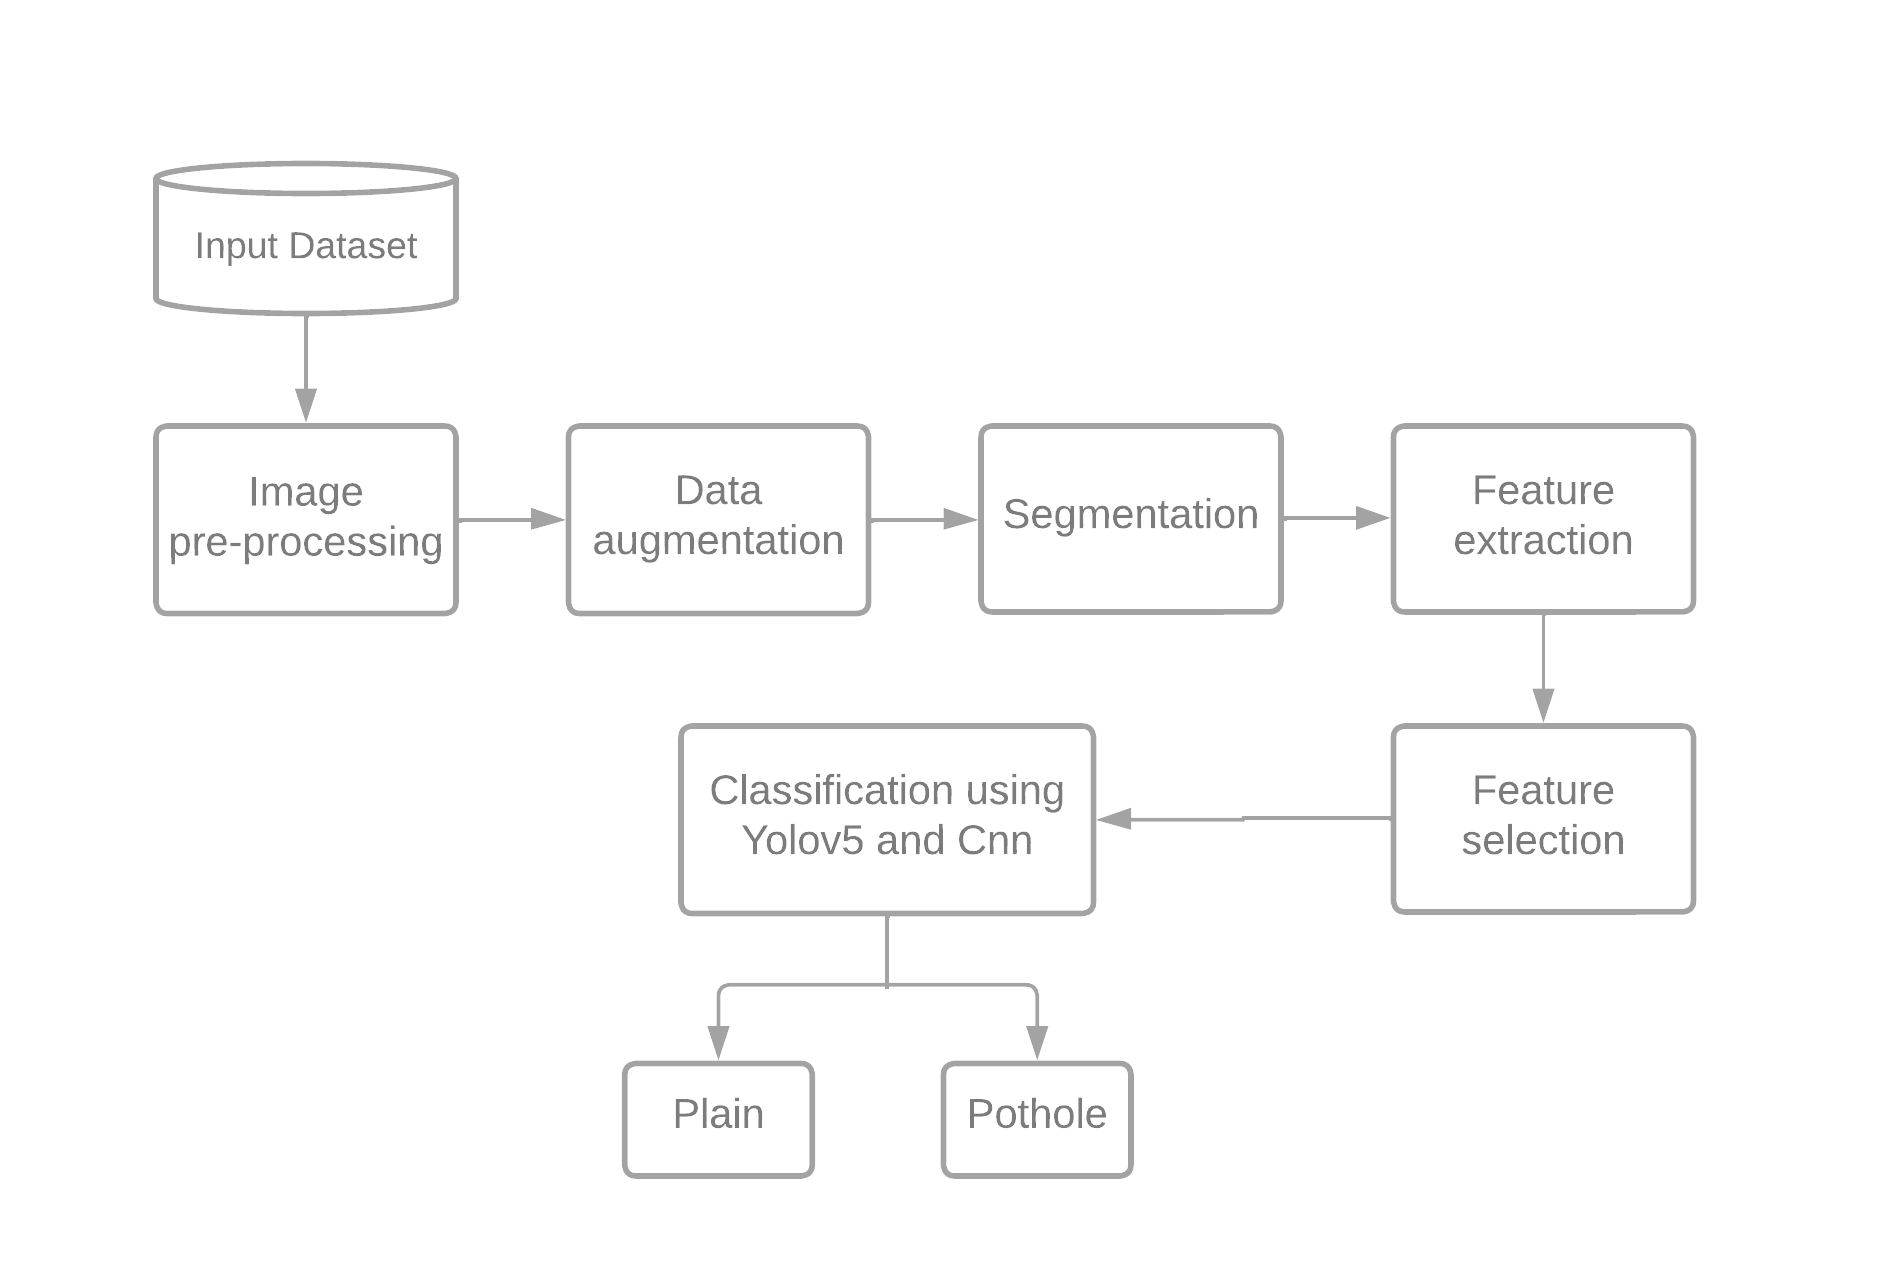 Input Dataset
Image
pre-processing
Data
augmentation
Segmentation
Feature
extraction
Feature
selection
Classification using
Yolov5 and Cnn
Plain
Pothole